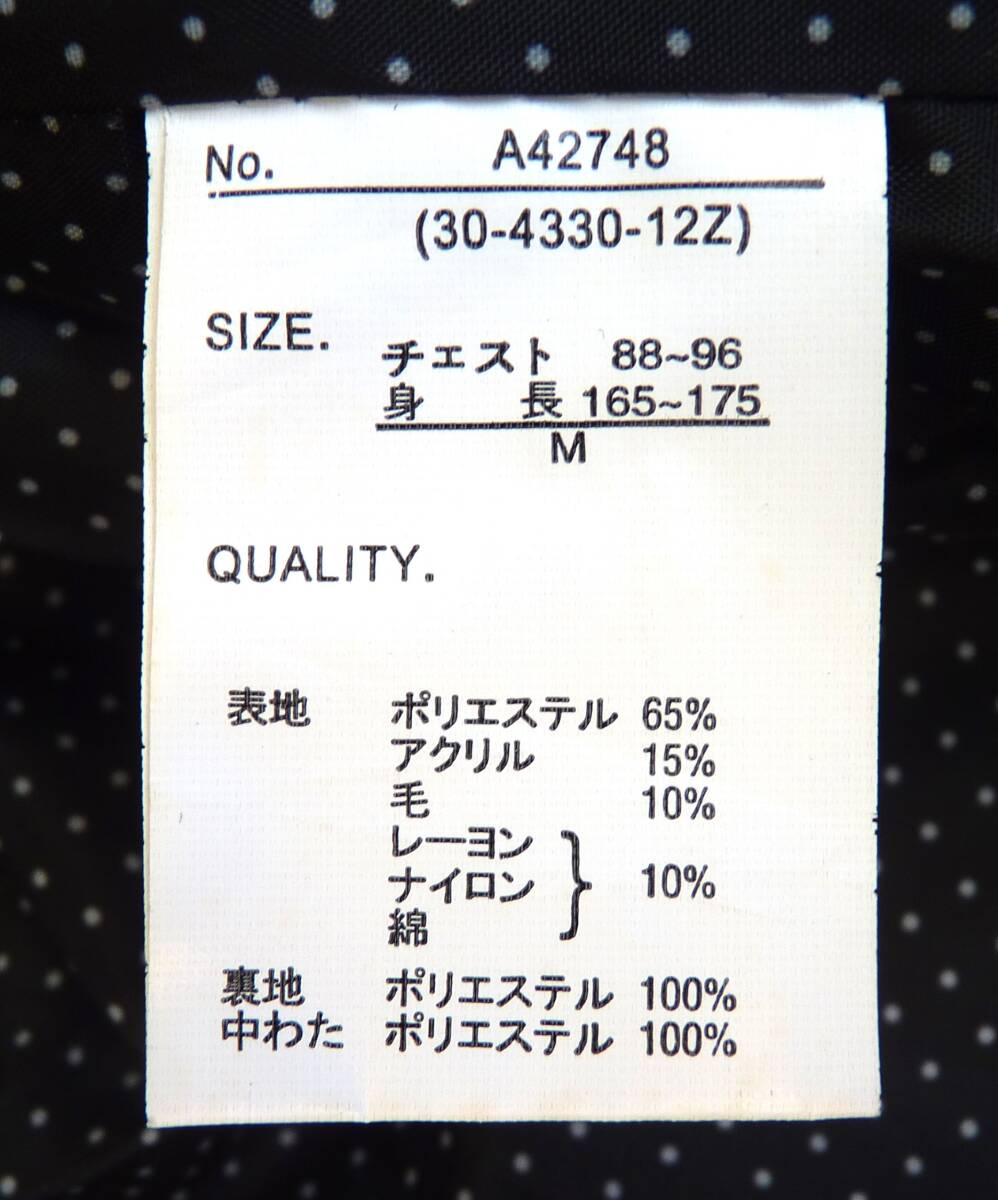 No. A42748
(30-4330-12Z)
SIZE. チェスト 88~96
身 長 165~175
M
QUALITY.
表地 ポリエステル 65%
アクリル 15%
毛 10%
レーヨン
ナイロン } 10%
綿
裏地 ポリエステル 100%
中わた ポリエステル 100%